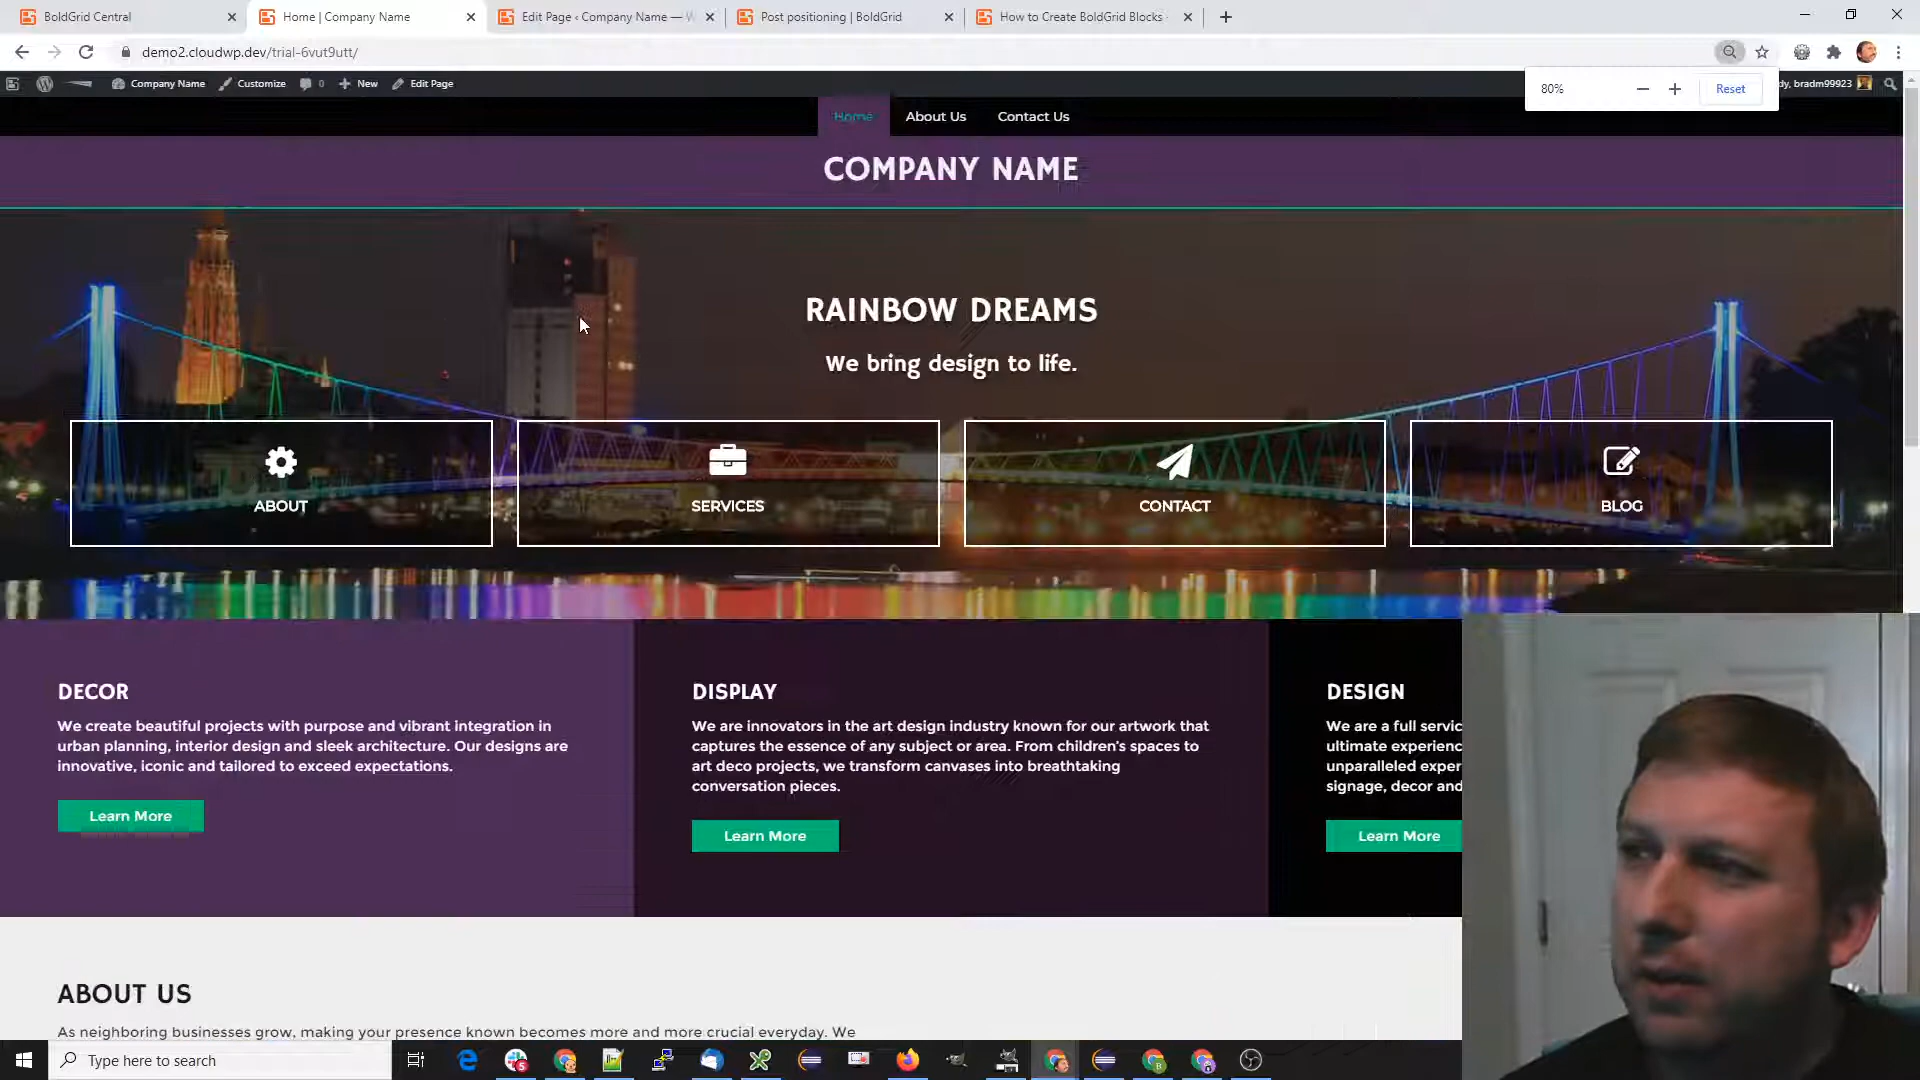 BoldGrid Central
Home | Company Name
Edit Page ‹ Company Name —
Post positioning | BoldGrid
How to Create BoldGrid Blocks
demo2.cloudwp.dev/trial-6vut9utt/
Company Name
Customize
0
New
Edit Page
dy, bradm99923
80%
Reset
Home
About Us
Contact Us
COMPANY NAME
RAINBOW DREAMS
We bring design to life.
ABOUT
SERVICES
CONTACT
BLOG
DECOR
We create beautiful projects with purpose and vibrant integration in
urban planning, interior design and sleek architecture. Our designs are
innovative, iconic and tailored to exceed expectations.
Learn More
DISPLAY
We are innovators in the art design industry known for our artwork that
captures the essence of any subject or area. From children's spaces to
art deco projects, we transform canvases into breathtaking
conversation pieces.
Learn More
DESIGN
We are a full servic
ultimate experienc
unparalleled exper
signage, decor and
Learn More
ABOUT US
As neighboring businesses grow, making your presence known becomes more and more crucial everyday. We
Type here to search